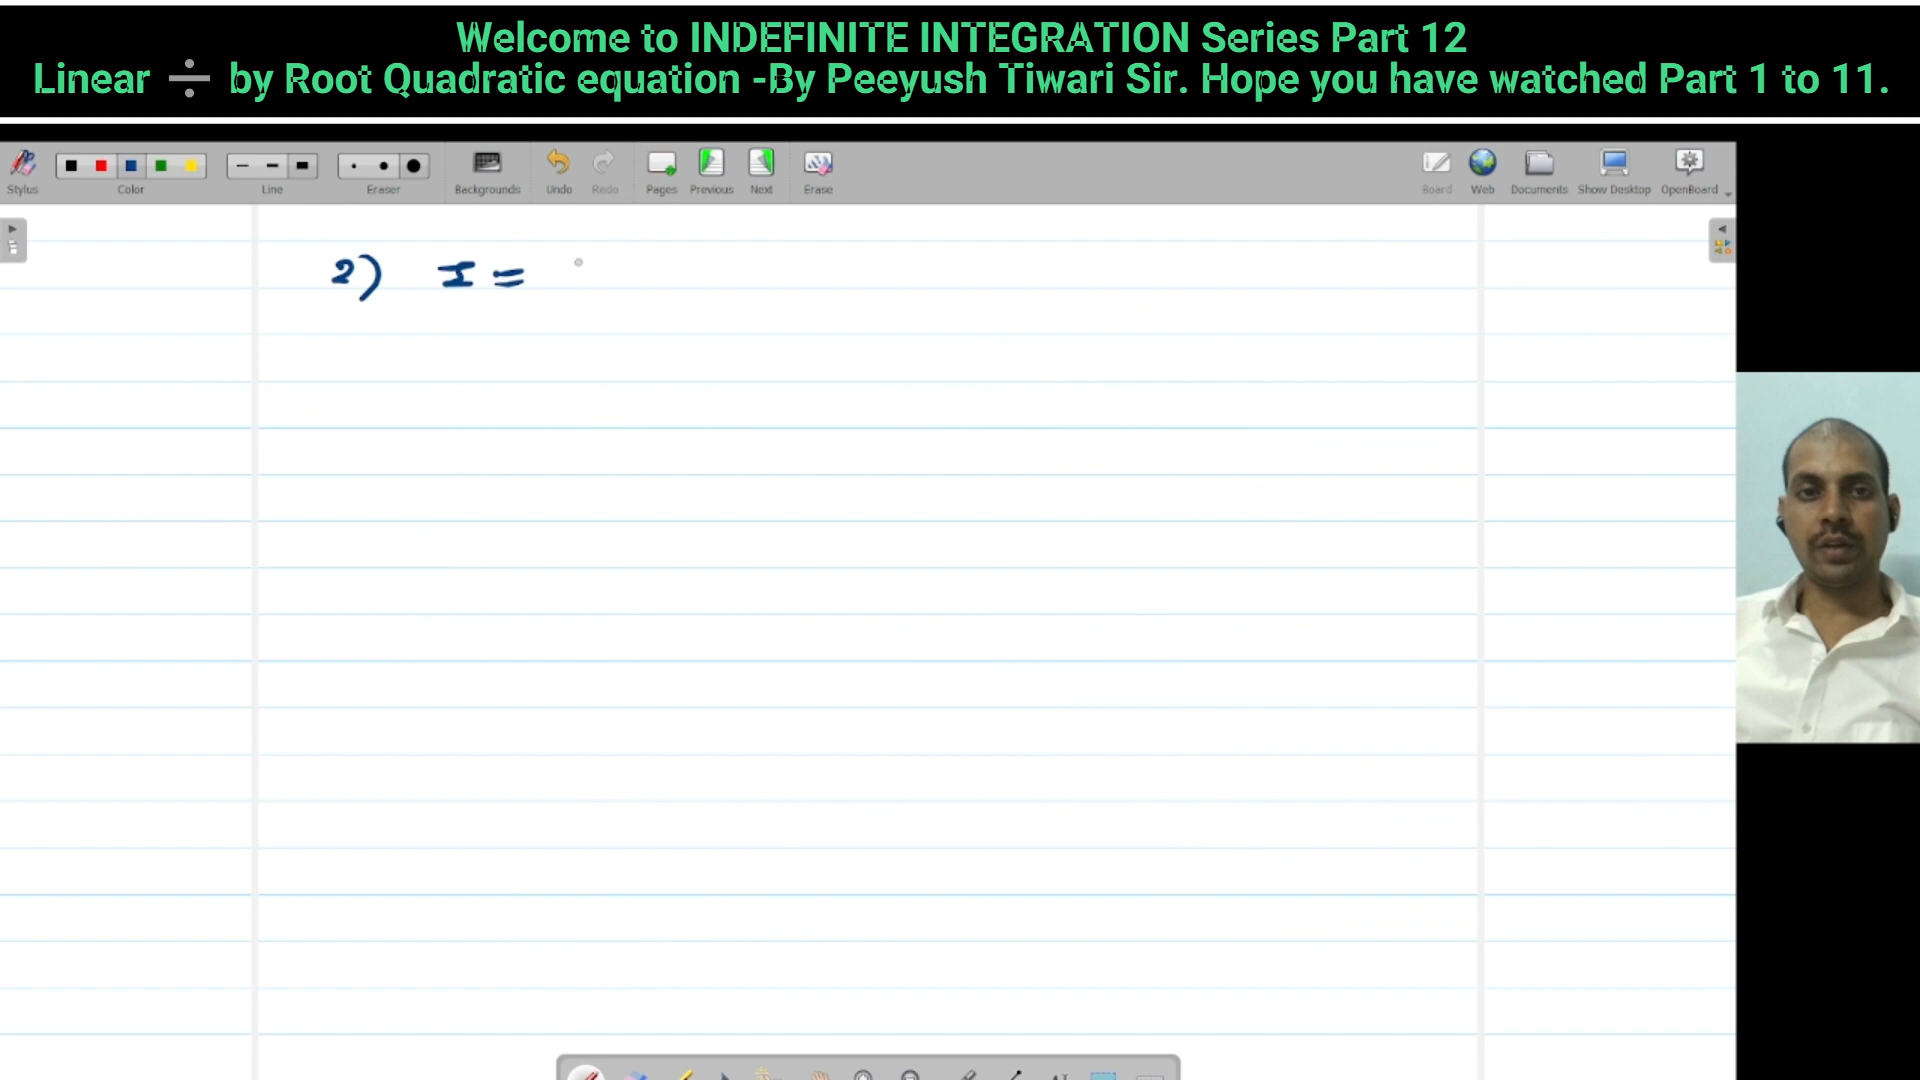 Welcome to INDEFINITE INTEGRATION Series Part 12
Linear ÷ by Root Quadratic equation -By Peeyush Tiwari Sir. Hope you have watched Part 1 to 11.
Stylus Color Line Eraser Backgrounds Undo Redo Pages Previous Next Erase Board Web Documents Show Desktop OpenBoard
2) I =